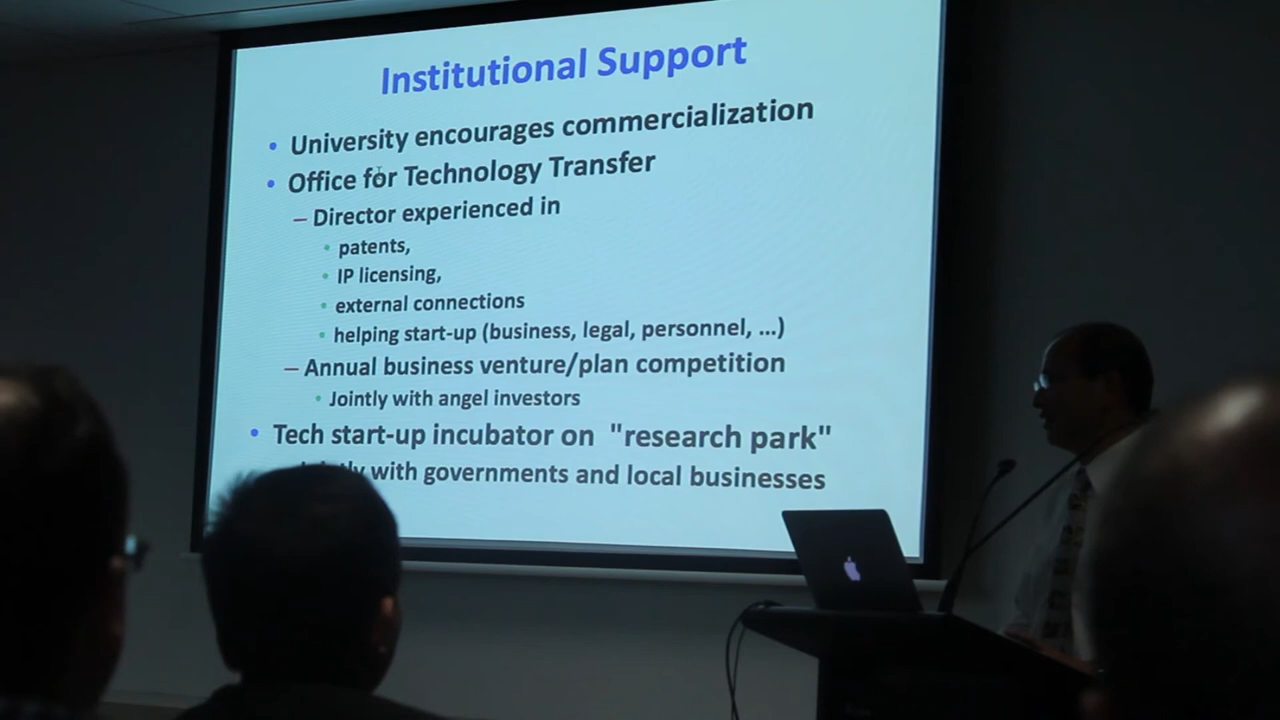 Institutional Support
• University encourages commercialization
• Office for Technology Transfer
– Director experienced in
• patents,
• IP licensing,
• external connections
• helping start-up (business, legal, personnel, ...)
– Annual business venture/plan competition
• Jointly with angel investors
• Tech start-up incubator on "research park"
with governments and local businesses